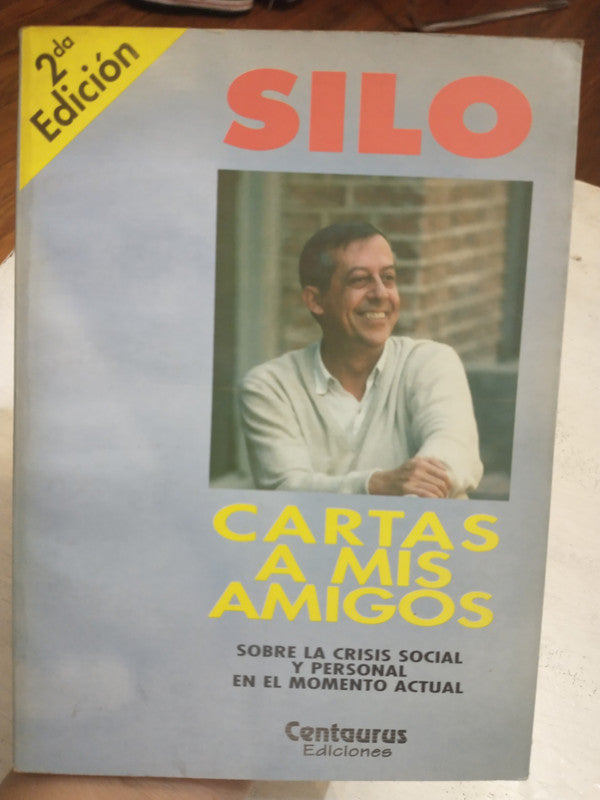 2da
Edición
SILO
CARTAS
A MIS
AMIGOS
SOBRE LA CRISIS SOCIAL
Y PERSONAL
EN EL MOMENTO ACTUAL
Centaurus
Ediciones